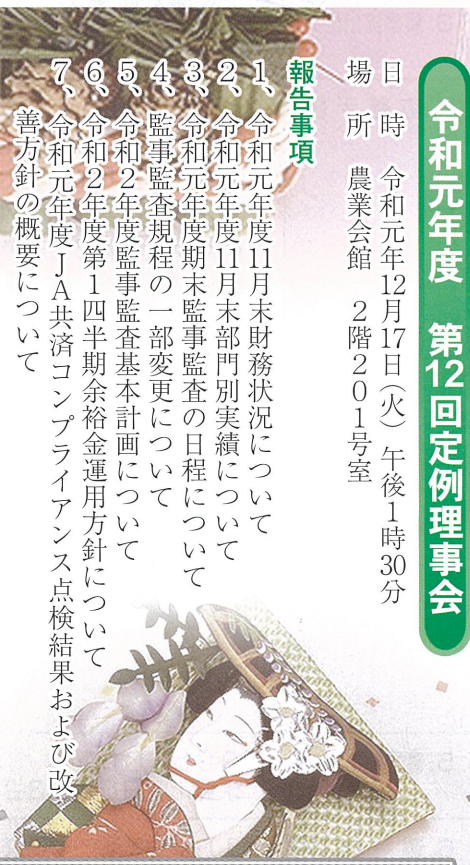 令和元年度　第12回定例理事会
日　時　令和元年12月17日（火）午後1時30分
場　所　農業会館　2階201号室
報告事項
1、令和元年度11月末財務状況について
2、令和元年度11月末部門別実績について
3、令和元年度期末監事監査の日程について
4、監事監査規程の一部変更について
5、令和2年度監事監査基本計画について
6、令和2年度第1四半期余裕金運用方針について
7、令和元年度JA共済コンプライアンス点検結果および改
善方針の概要について